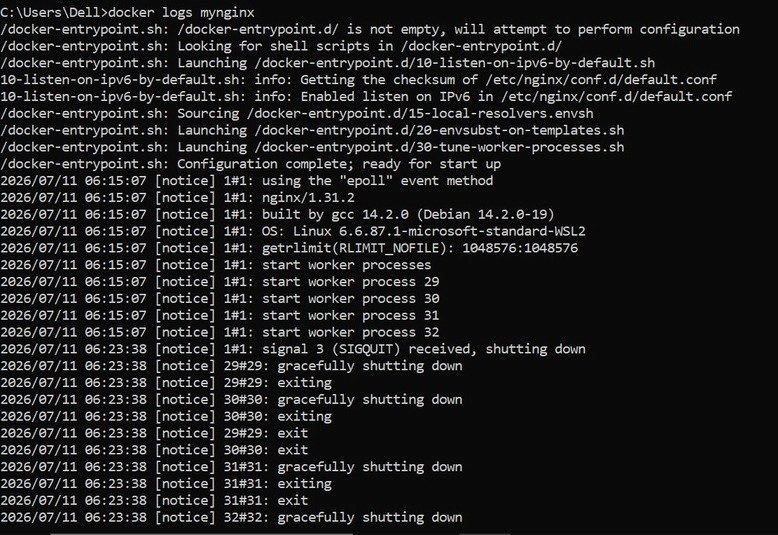 C:\Users\Dell>docker logs mynginx
/docker-entrypoint.sh: /docker-entrypoint.d/ is not empty, will attempt to perform configuration
/docker-entrypoint.sh: Looking for shell scripts in /docker-entrypoint.d/
/docker-entrypoint.sh: Launching /docker-entrypoint.d/10-listen-on-ipv6-by-default.sh
10-listen-on-ipv6-by-default.sh: info: Getting the checksum of /etc/nginx/conf.d/default.conf
10-listen-on-ipv6-by-default.sh: info: Enabled listen on IPv6 in /etc/nginx/conf.d/default.conf
/docker-entrypoint.sh: Sourcing /docker-entrypoint.d/15-local-resolvers.envsh
/docker-entrypoint.sh: Launching /docker-entrypoint.d/20-envsubst-on-templates.sh
/docker-entrypoint.sh: Launching /docker-entrypoint.d/30-tune-worker-processes.sh
/docker-entrypoint.sh: Configuration complete; ready for start up
2026/07/11 06:15:07 [notice] 1#1: using the "epoll" event method
2026/07/11 06:15:07 [notice] 1#1: nginx/1.31.2
2026/07/11 06:15:07 [notice] 1#1: built by gcc 14.2.0 (Debian 14.2.0-19)
2026/07/11 06:15:07 [notice] 1#1: OS: Linux 6.6.87.1-microsoft-standard-WSL2
2026/07/11 06:15:07 [notice] 1#1: getrlimit(RLIMIT_NOFILE): 1048576:1048576
2026/07/11 06:15:07 [notice] 1#1: start worker processes
2026/07/11 06:15:07 [notice] 1#1: start worker process 29
2026/07/11 06:15:07 [notice] 1#1: start worker process 30
2026/07/11 06:15:07 [notice] 1#1: start worker process 31
2026/07/11 06:15:07 [notice] 1#1: start worker process 32
2026/07/11 06:23:38 [notice] 1#1: signal 3 (SIGQUIT) received, shutting down
2026/07/11 06:23:38 [notice] 29#29: gracefully shutting down
2026/07/11 06:23:38 [notice] 29#29: exiting
2026/07/11 06:23:38 [notice] 30#30: gracefully shutting down
2026/07/11 06:23:38 [notice] 30#30: exiting
2026/07/11 06:23:38 [notice] 29#29: exit
2026/07/11 06:23:38 [notice] 30#30: exit
2026/07/11 06:23:38 [notice] 31#31: gracefully shutting down
2026/07/11 06:23:38 [notice] 31#31: exiting
2026/07/11 06:23:38 [notice] 31#31: exit
2026/07/11 06:23:38 [notice] 32#32: gracefully shutting down